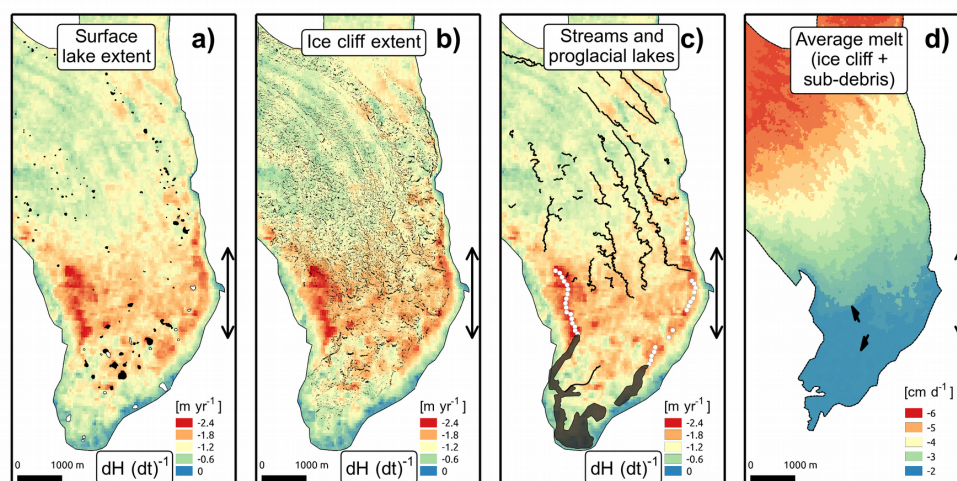 Surface
lake extent
a)
[m yr⁻¹]
-2.4
-1.8
-1.2
-0.6
0
1000 m
dH (dt)⁻¹
Ice cliff extent
b)
[m yr⁻¹]
-2.4
-1.8
-1.2
-0.6
0
1000 m
dH (dt)⁻¹
Streams and
proglacial lakes
c)
[m yr⁻¹]
-2.4
-1.8
-1.2
-0.6
0
1000 m
dH (dt)⁻¹
Average melt
(ice cliff +
sub-debris)
d)
[cm d⁻¹]
-6
-5
-4
-3
-2
1000 m